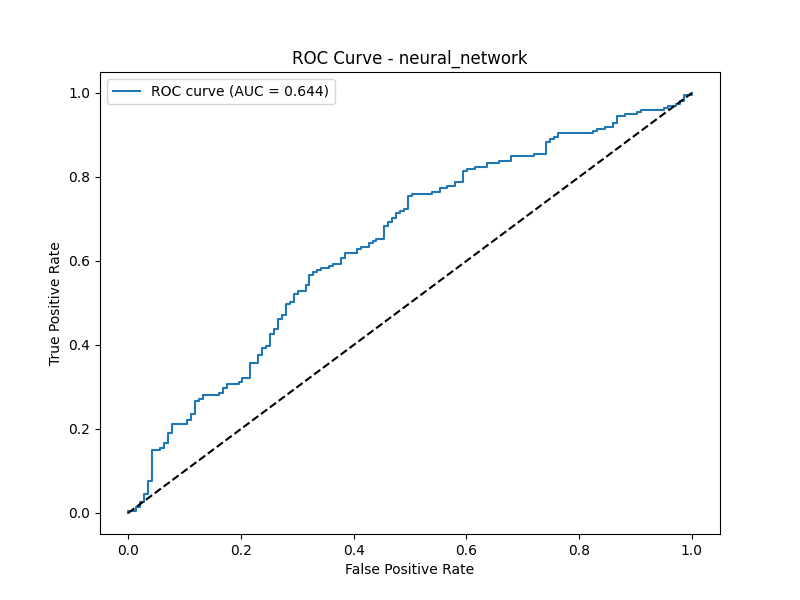 ROC Curve - neural_network
ROC curve (AUC = 0.644)
True Positive Rate
1.0
0.8
0.6
0.4
0.2
0.0
0.0 0.2 0.4 0.6 0.8 1.0
False Positive Rate